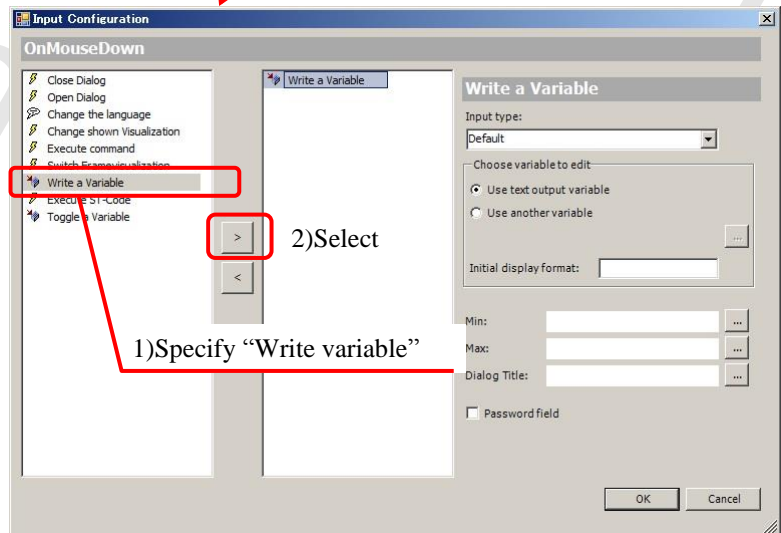 Input Configuration
OnMouseDown
Close Dialog
Open Dialog
Change the language
Change shown Visualization
Execute command
Switch Framevisualization
Write a Variable
Execute ST-Code
Toggle a Variable
>
<
Write a Variable
2)Select
1)Specify “Write variable”
Write a Variable
Input type:
Default
Choose variable to edit
Use text output variable
Use another variable
...
Initial display format:
Min:
...
Max:
...
Dialog Title:
...
Password field
OK
Cancel